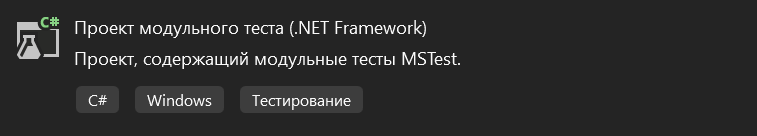 C#
Проект модульного теста (.NET Framework)
Проект, содержащий модульные тесты MSTest.
C# Windows Тестирование